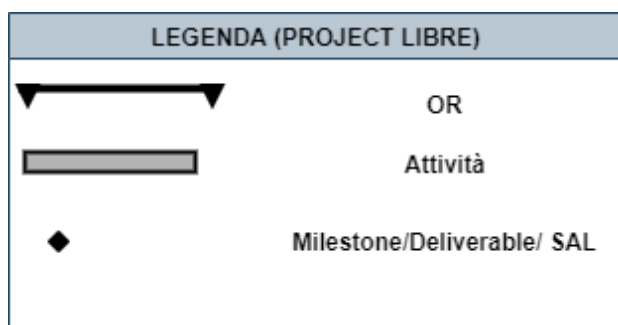 LEGENDA (PROJECT LIBRE)
OR
Attività
Milestone/Deliverable/ SAL